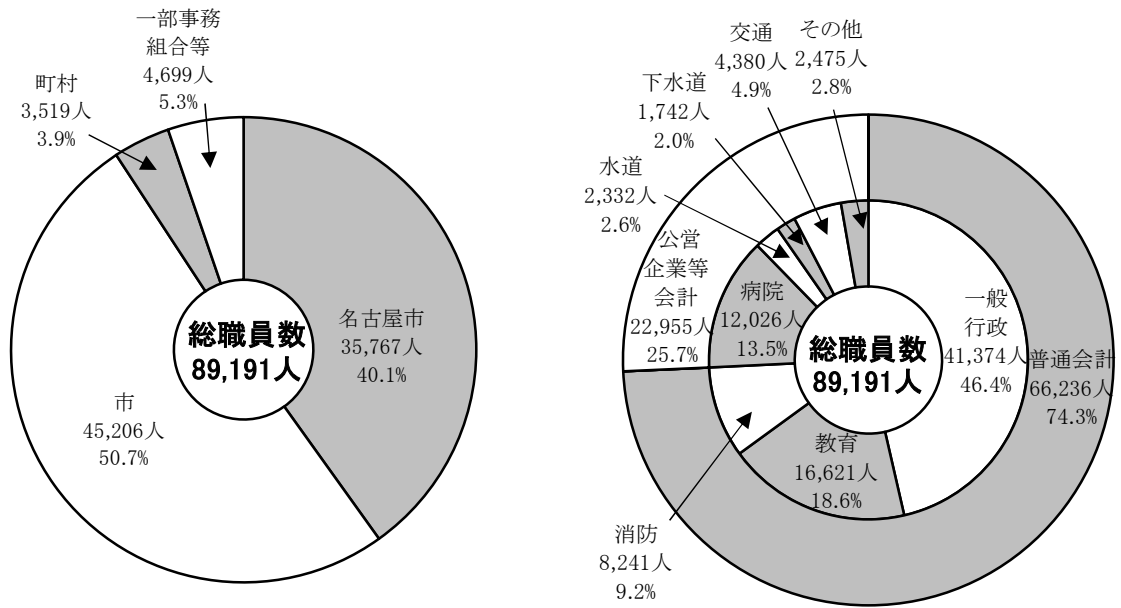 一部事務
組合等
4,699人
5.3%
町村
3,519人
3.9%
総職員数
89,191人
名古屋市
35,767人
40.1%
市
45,206人
50.7%
交通
4,380人
4.9%
その他
2,475人
2.8%
下水道
1,742人
2.0%
水道
2,332人
2.6%
公営
企業等
会計
22,955人
25.7%
病院
12,026人
13.5%
総職員数
89,191人
一般
行政
41,374人
46.4%
普通会計
66,236人
74.3%
教育
16,621人
18.6%
消防
8,241人
9.2%